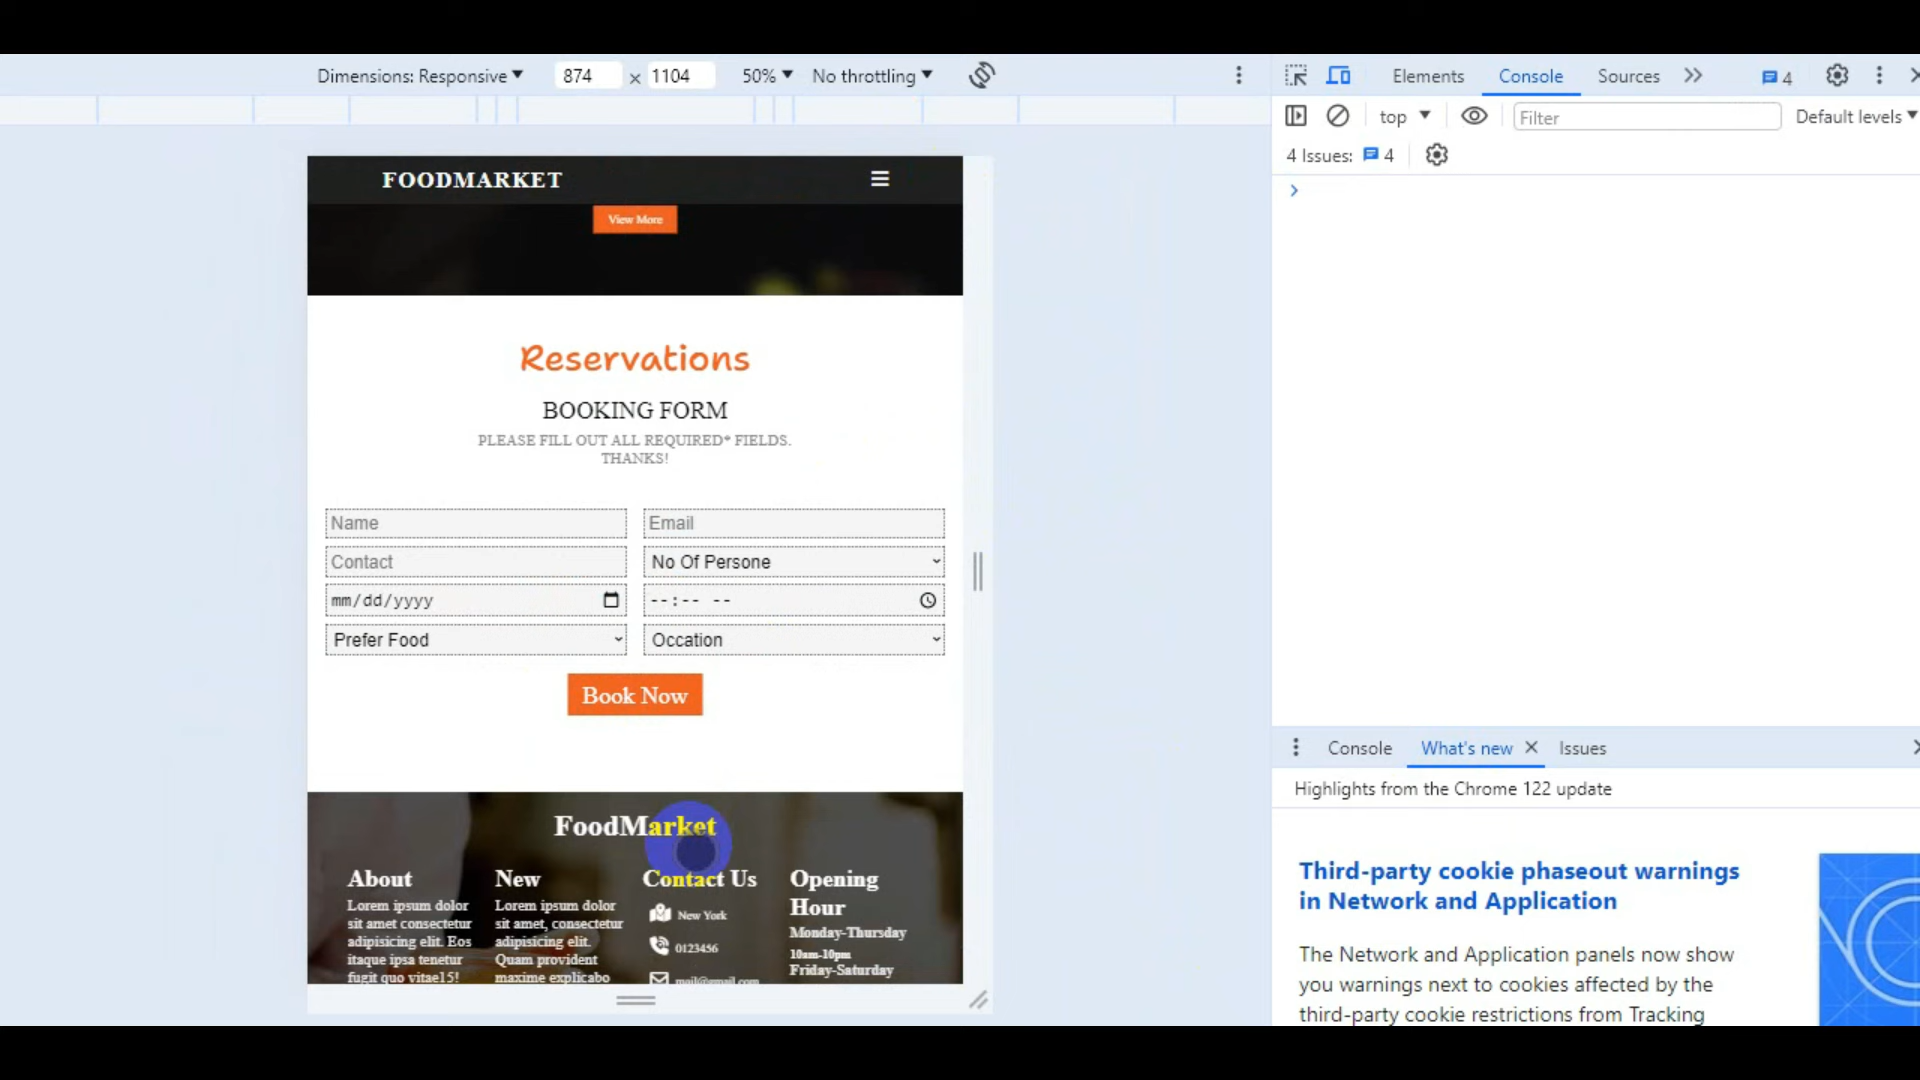 Dimensions: Responsive 874 x 1104 50% No throttling
Elements Console Sources 4
top Filter Default levels
4 Issues: 4
FOODMARKET
View More
Reservations
BOOKING FORM
PLEASE FILL OUT ALL REQUIRED* FIELDS.
THANKS!
Name Email
Contact No Of Persone
mm/dd/yyyy --:-- --
Prefer Food Occation
Book Now
FoodMarket
About
Lorem ipsum dolor
sit amet consectetur
adipisicing elit. Eos
itaque ipsa tenetur
fugit quo vitae15!
New
Lorem ipsum dolor
sit amet, consectetur
adipisicing elit.
Quam provident
maxime explicabo
Contact Us
New York
0123456
mail@gmail.com
Opening
Hour
Monday-Thursday
10am-10pm
Friday-Saturday
Console What's new Issues
Highlights from the Chrome 122 update
Third-party cookie phaseout warnings
in Network and Application
The Network and Application panels now show
you warnings next to cookies affected by the
third-party cookie restrictions from Tracking